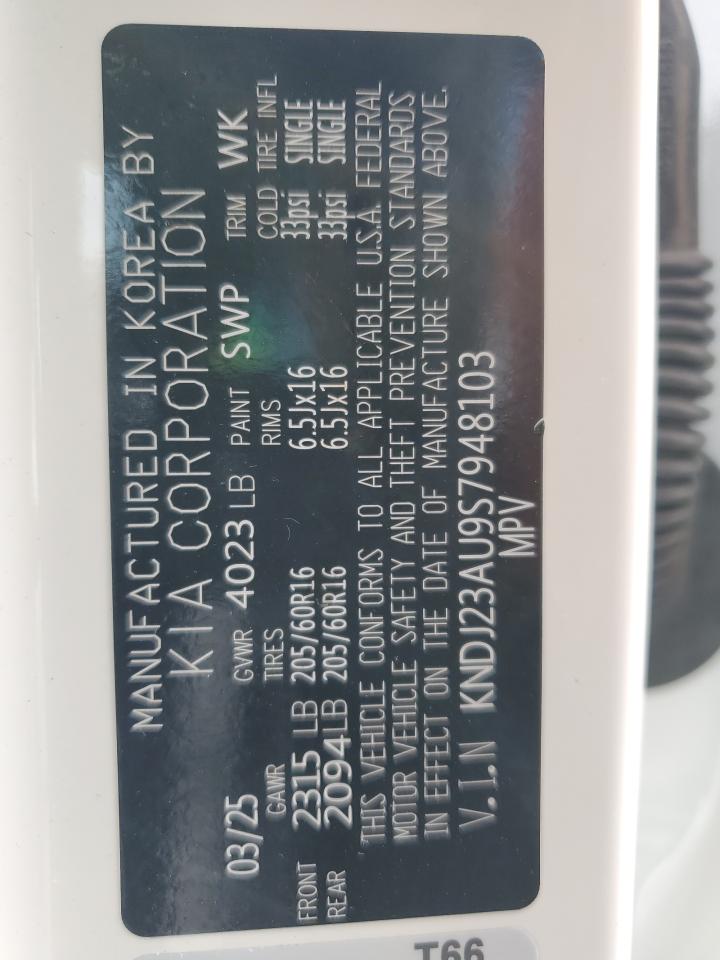 MANUFACTURED IN KOREA BY
KIA CORPORATION
03/25 GVWR 4023 LB PAINT SWP TRIM WK
GAWR TIRES RIMS COLD TIRE INFL
FRONT 2315 LB 205/60R16 6.5Jx16 33psi SINGLE
REAR 2094 LB 205/60R16 6.5Jx16 33psi SINGLE
THIS VEHICLE CONFORMS TO ALL APPLICABLE U.S.A. FEDERAL
MOTOR VEHICLE SAFETY AND THEFT PREVENTION STANDARDS
IN EFFECT ON THE DATE OF MANUFACTURE SHOWN ABOVE.
V.I.N KNDJ23AU9S7948103
MPV
T66